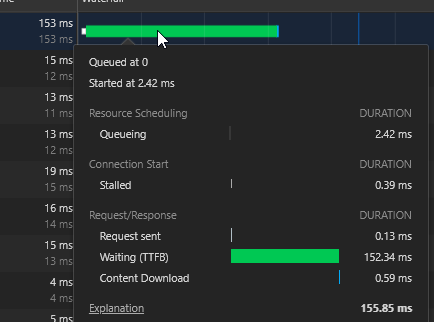 Waterfall
153 ms
153 ms
15 ms
12 ms
13 ms
11 ms
13 ms
12 ms
19 ms
15 ms
16 ms
14 ms
15 ms
13 ms
4 ms
4 ms
5 ms
Queued at 0
Started at 2.42 ms
Resource Scheduling DURATION
Queueing 2.42 ms
Connection Start DURATION
Stalled 0.39 ms
Request/Response DURATION
Request sent 0.13 ms
Waiting (TTFB) 152.34 ms
Content Download 0.59 ms
Explanation 155.85 ms